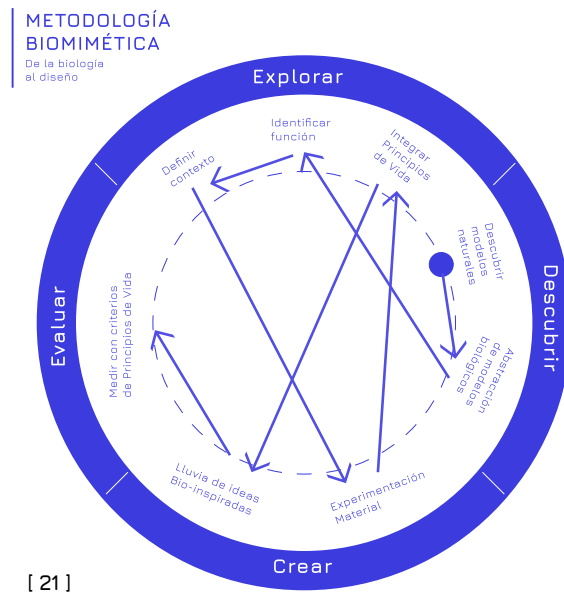 METODOLOGÍA
BIOMIMÉTICA
De la biología
al diseño
Explorar
Identificar
función
Definir
contexto
Integrar
Principios
de Vida
Descubrir
modelos
naturales
Descubrir
Abstracción
de modelos
biológicos
Experimentación
Material
Crear
Lluvia de ideas
Bio-inspiradas
Medir con criterios
de Principios de Vida
Evaluar
[ 21 ]